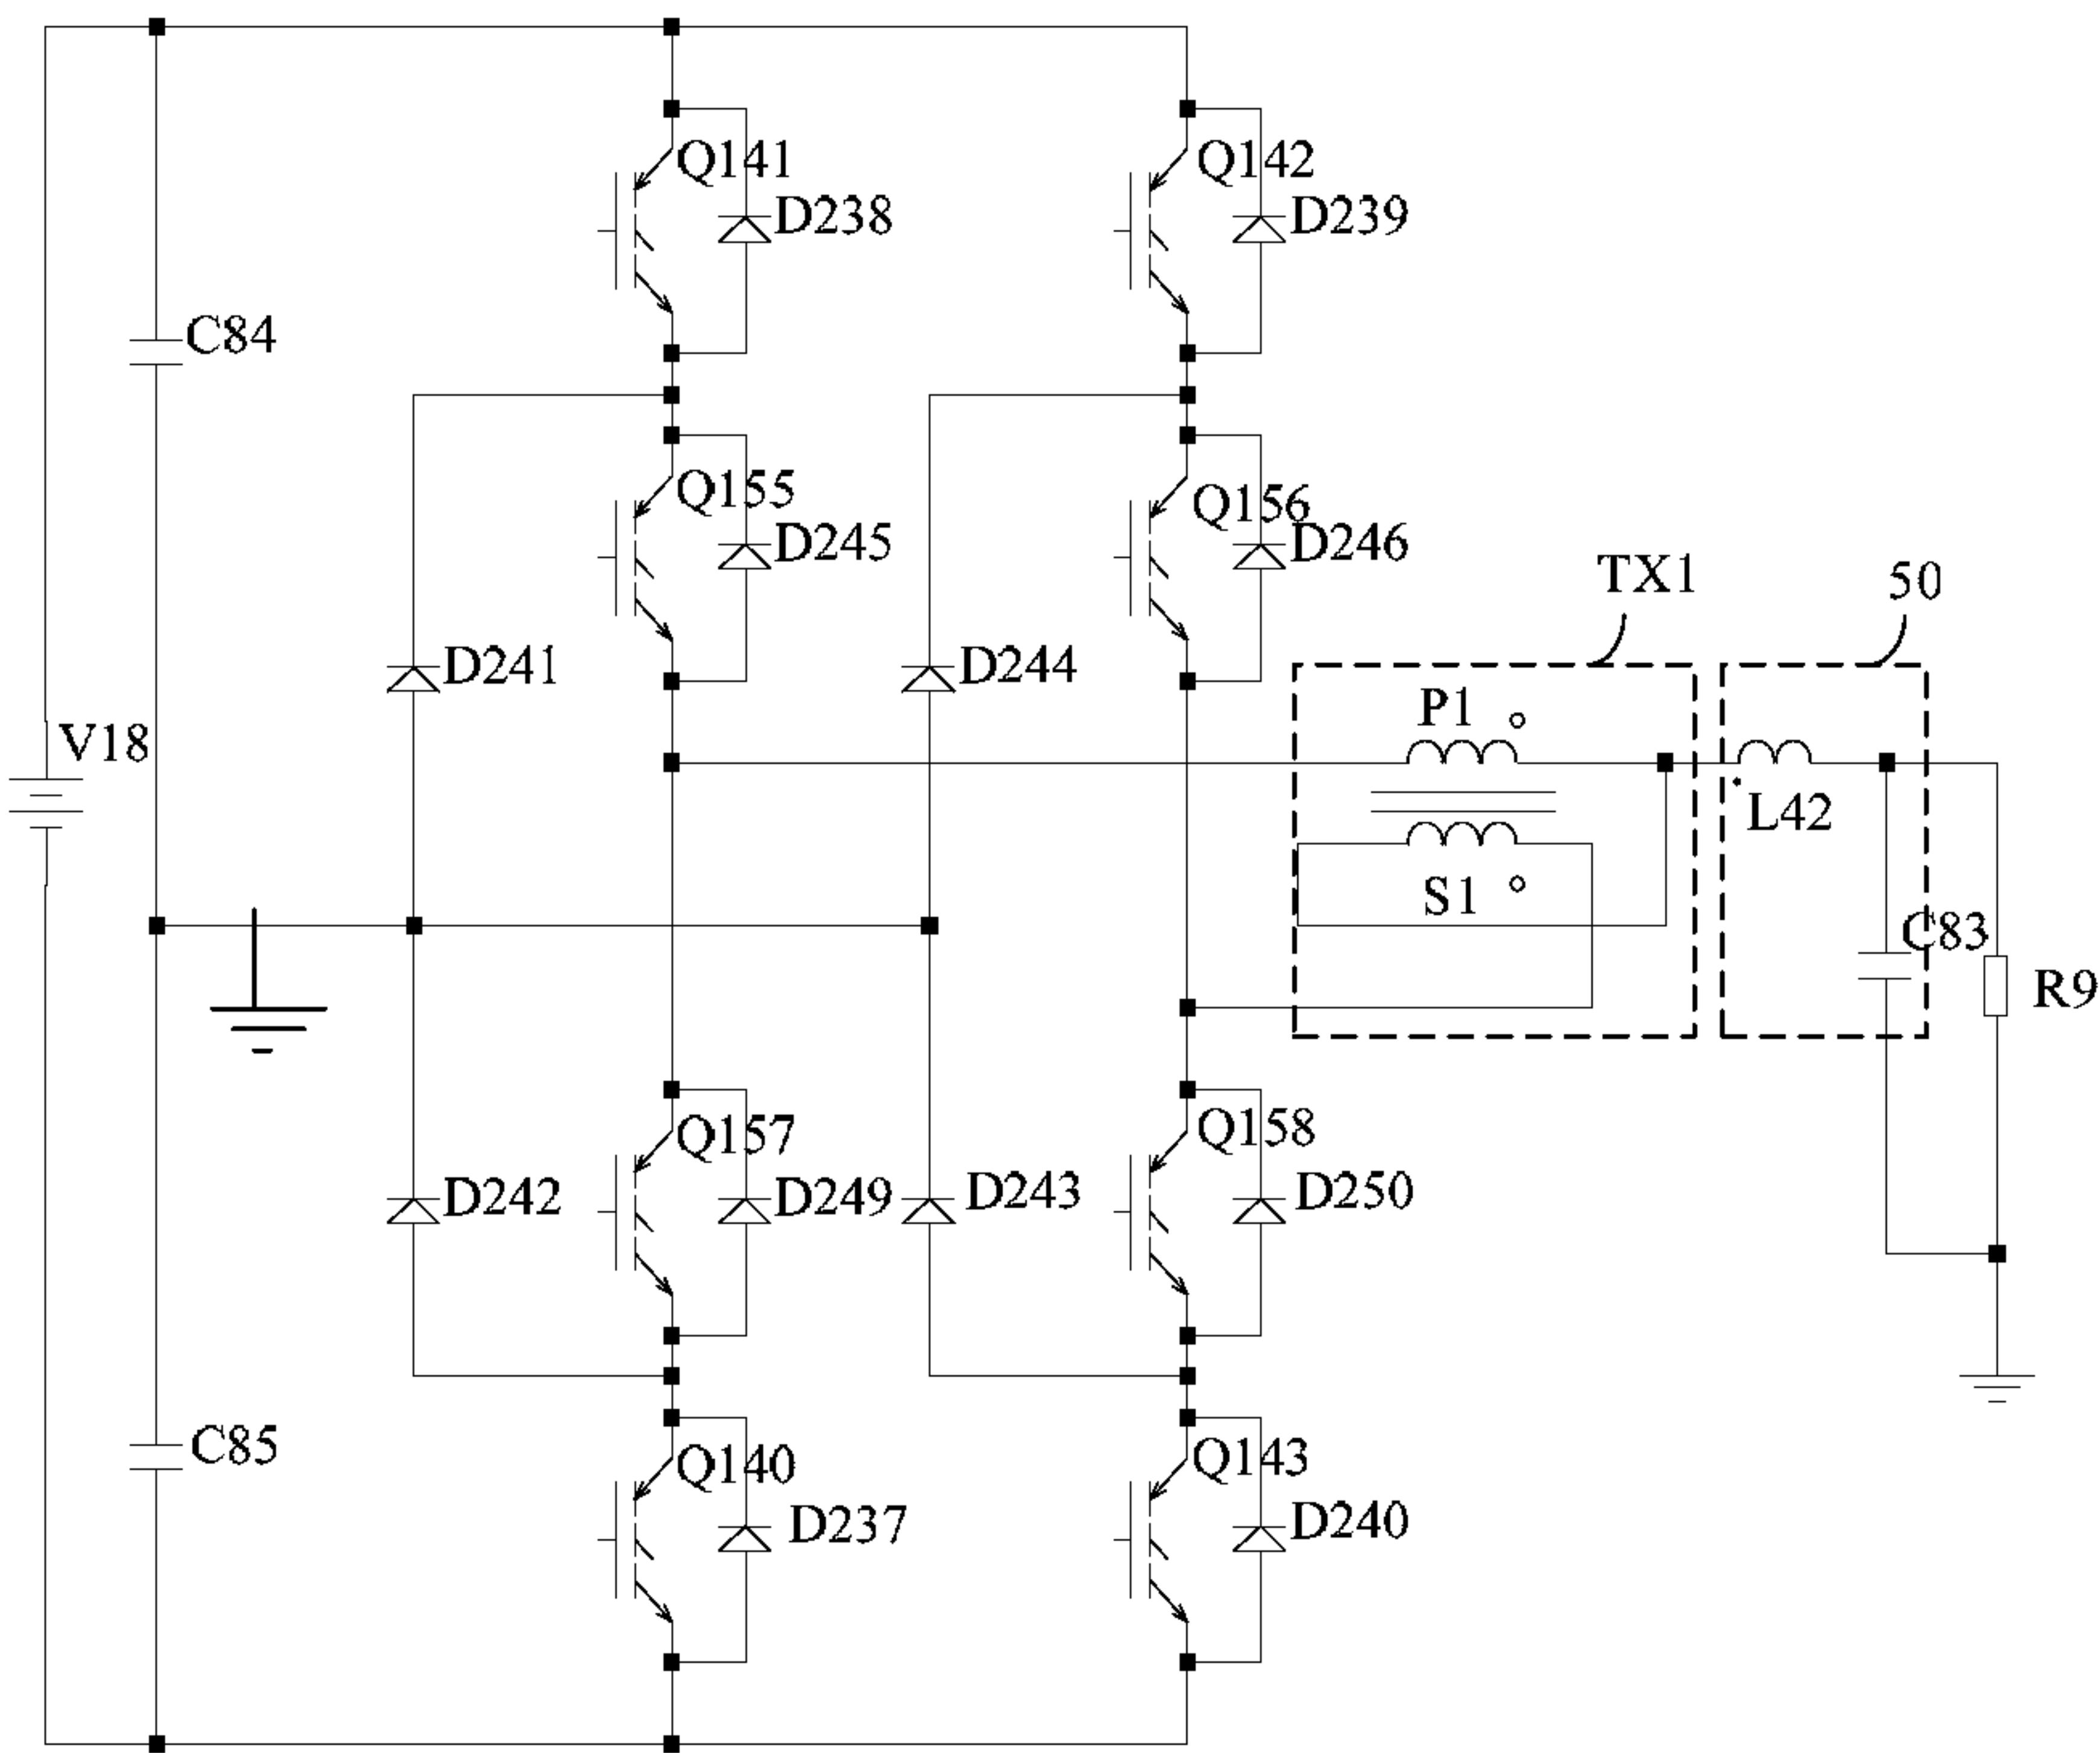 Q141
Q142
D238
D239
C84
Q155
Q156
D245
D246
TX1
50
D241
D244
P1
V18
L42
S1
C83
R9
Q157
Q158
D242
D249
D243
D250
C85
Q140
Q143
D237
D240